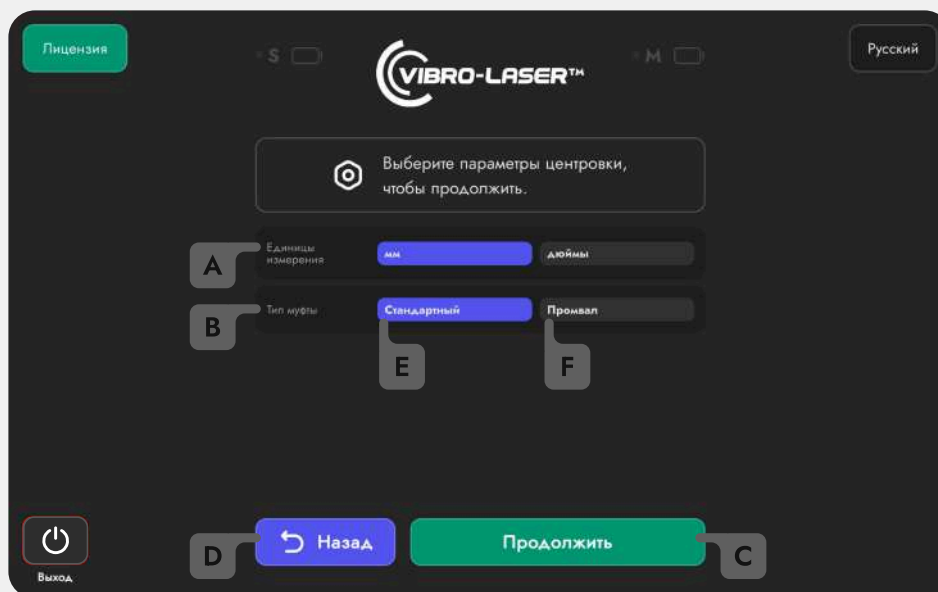 Лицензия
S
VIBRO-LASER™
M
Русский
Выберите параметры центровки,
чтобы продолжить.
A
Единицы
измерения
мм
дюймы
B
Тип муфты
Стандартный
Промвал
E
F
D
Назад
Продолжить
C
Выход